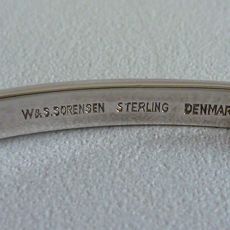 W & S. SORENSEN STERLING DENMAR